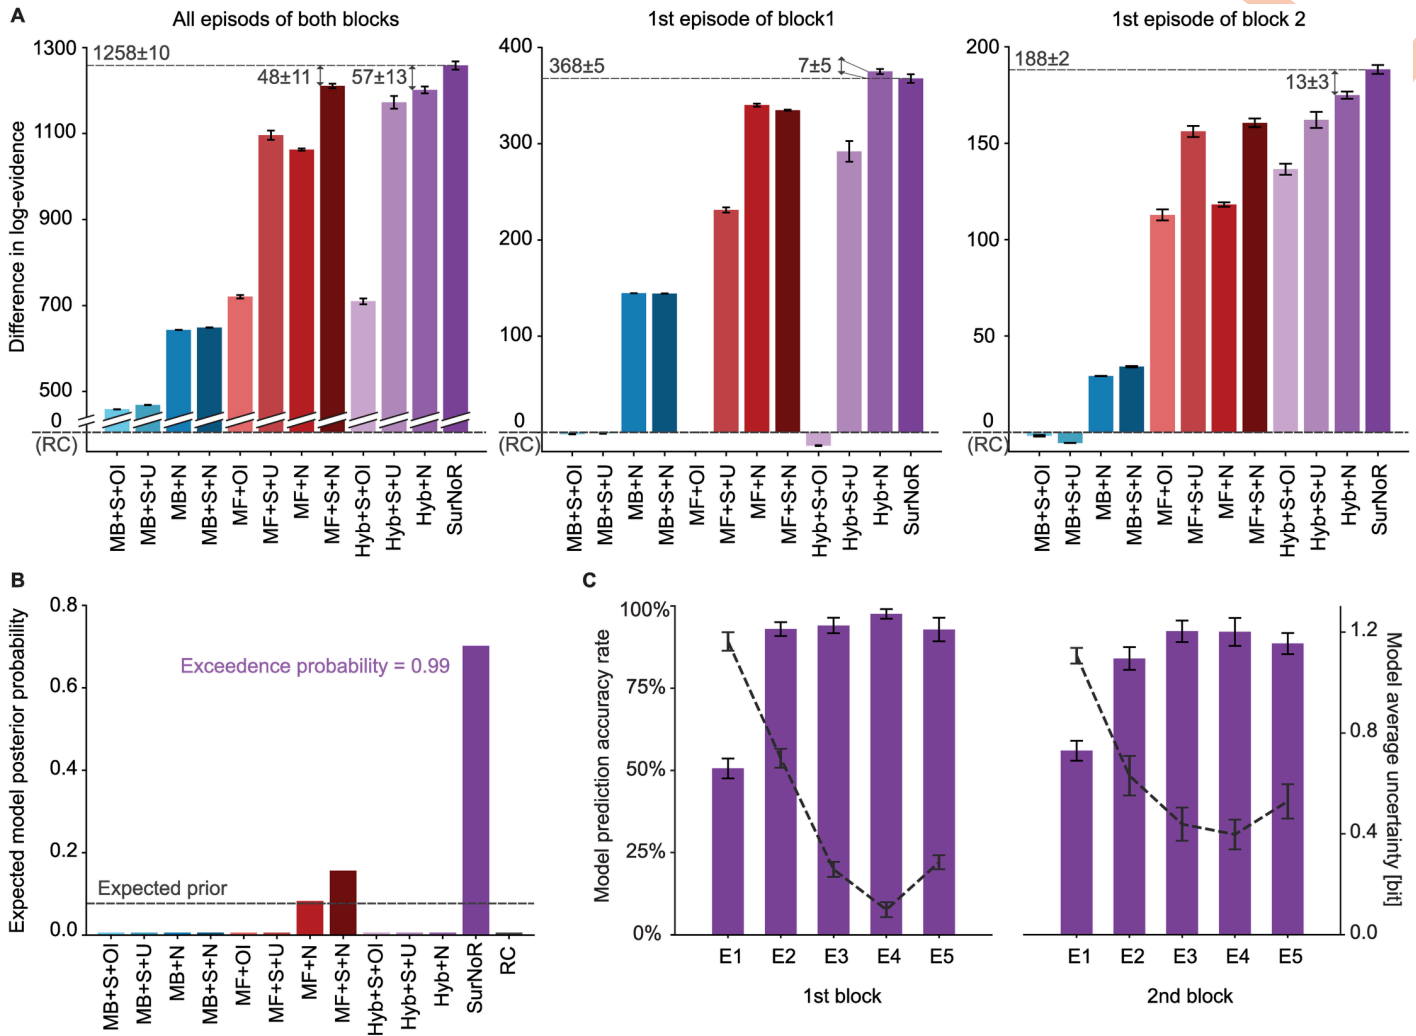 A
All episods of both blocks
1st episode of block1
1st episode of block 2
Difference in log-evidence
1300
1100
900
700
500
0
(RC)
1258±10
48±11
57±13
MB+S+OI
MB+S+U
MB+N
MB+S+N
MF+OI
MF+S+U
MF+N
MF+S+N
Hyb+S+OI
Hyb+S+U
Hyb+N
SurNoR
400
300
200
100
0
(RC)
368±5
7±5
MB+S+OI
MB+S+U
MB+N
MB+S+N
MF+OI
MF+S+U
MF+N
MF+S+N
Hyb+S+OI
Hyb+S+U
Hyb+N
SurNoR
200
150
100
50
0
(RC)
188±2
13±3
MB+S+OI
MB+S+U
MB+N
MB+S+N
MF+OI
MF+S+U
MF+N
MF+S+N
Hyb+S+OI
Hyb+S+U
Hyb+N
SurNoR
B
Expected model posterior probability
0.8
0.6
0.4
0.2
0.0
Exceedence probability = 0.99
Expected prior
MB+S+OI
MB+S+U
MB+N
MB+S+N
MF+OI
MF+S+U
MF+N
MF+S+N
Hyb+S+OI
Hyb+S+U
Hyb+N
SurNoR
RC
C
Model prediction accuracy rate
100%
75%
50%
25%
0%
E1 E2 E3 E4 E5
1st block
E1 E2 E3 E4 E5
2nd block
1.2
0.8
0.4
0.0
Model average uncertainty [bit]